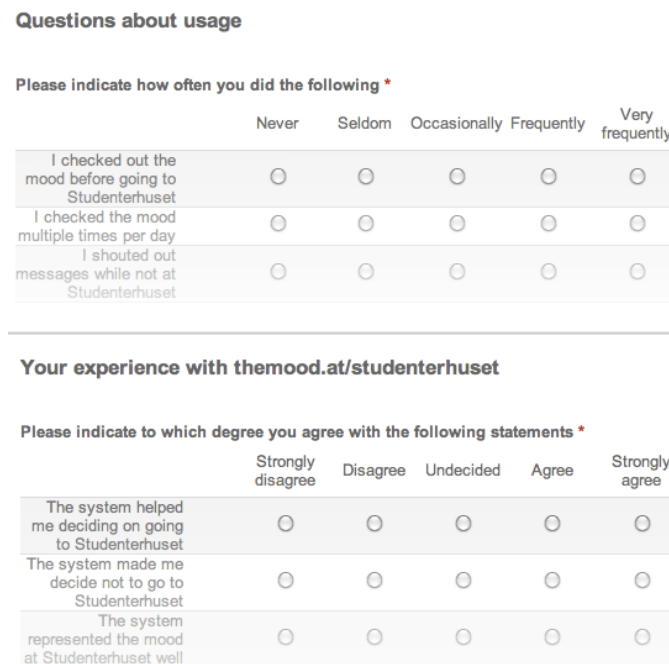 Questions about usage
Please indicate how often you did the following *
Never Seldom Occasionally Frequently Very frequently
I checked out the
mood before going to
Studenterhuset
I checked the mood
multiple times per day
I shouted out
messages while not at
Studenterhuset
Your experience with themood.at/studenterhuset
Please indicate to which degree you agree with the following statements *
Strongly disagree Disagree Undecided Agree Strongly agree
The system helped
me deciding on going
to Studenterhuset
The system made me
decide not to go to
Studenterhuset
The system
represented the mood
at Studenterhuset well